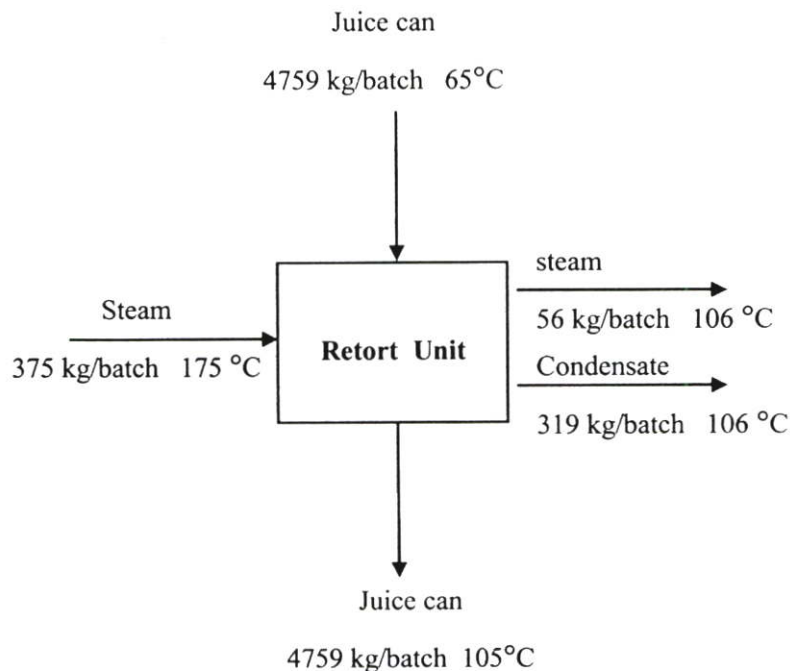 Juice can
4759 kg/batch 65°C
steam
Steam
56 kg/batch 106 °C
Retort Unit
375 kg/batch 175 °C
Condensate
319 kg/batch 106 °C
Juice can
4759 kg/batch 105°C